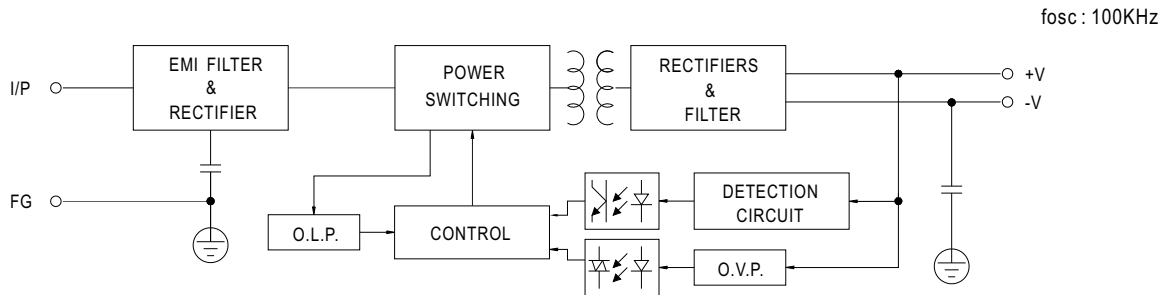 fosc : 100KHz
I/P
EMI FILTER
&
RECTIFIER
POWER
SWITCHING
RECTIFIERS
&
FILTER
+V
-V
FG
O.L.P.
CONTROL
DETECTION
CIRCUIT
O.V.P.